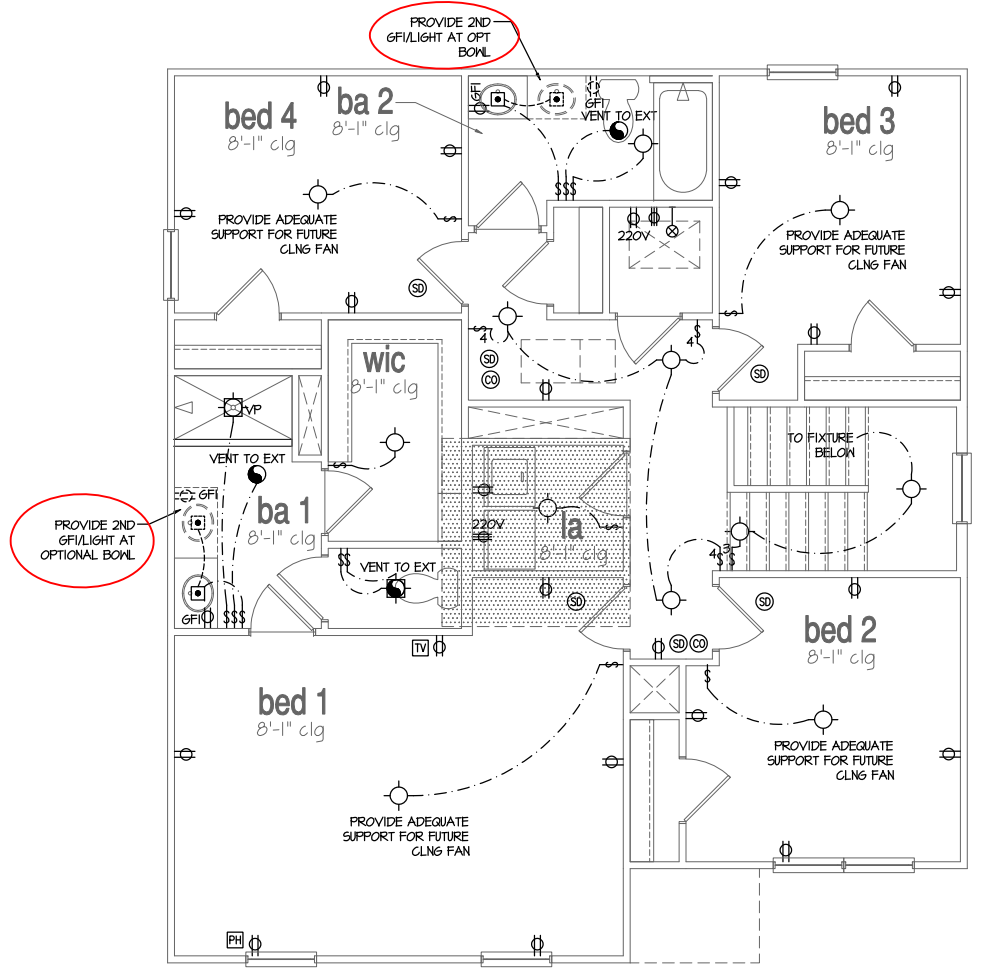 PROVIDE 2ND
GFI/LIGHT AT OPT
BOWL
GFI
GFI
VENT TO EXT
bed 4
8'-1" clg
ba 2
8'-1" clg
bed 3
8'-1" clg
$
$$$
PROVIDE ADEQUATE
SUPPORT FOR FUTURE
CLNG FAN
220V
PROVIDE ADEQUATE
SUPPORT FOR FUTURE
CLNG FAN
SD
$
$
4
$
4
SD
CO
SD
wic
8'-1" clg
VP
$
VENT TO EXT
TO FIXTURE
BELOW
GFI
PROVIDE 2ND
GFI/LIGHT AT
OPTIONAL BOWL
ba 1
8'-1" clg
220V
la
8'-1" clg
$
4 3
$ $
$$
VENT TO EXT
GFI
$$$
SD
SD
TV
SD CO
bed 2
8'-1" clg
$
$
bed 1
8'-1" clg
PROVIDE ADEQUATE
SUPPORT FOR FUTURE
CLNG FAN
PROVIDE ADEQUATE
SUPPORT FOR FUTURE
CLNG FAN
PH